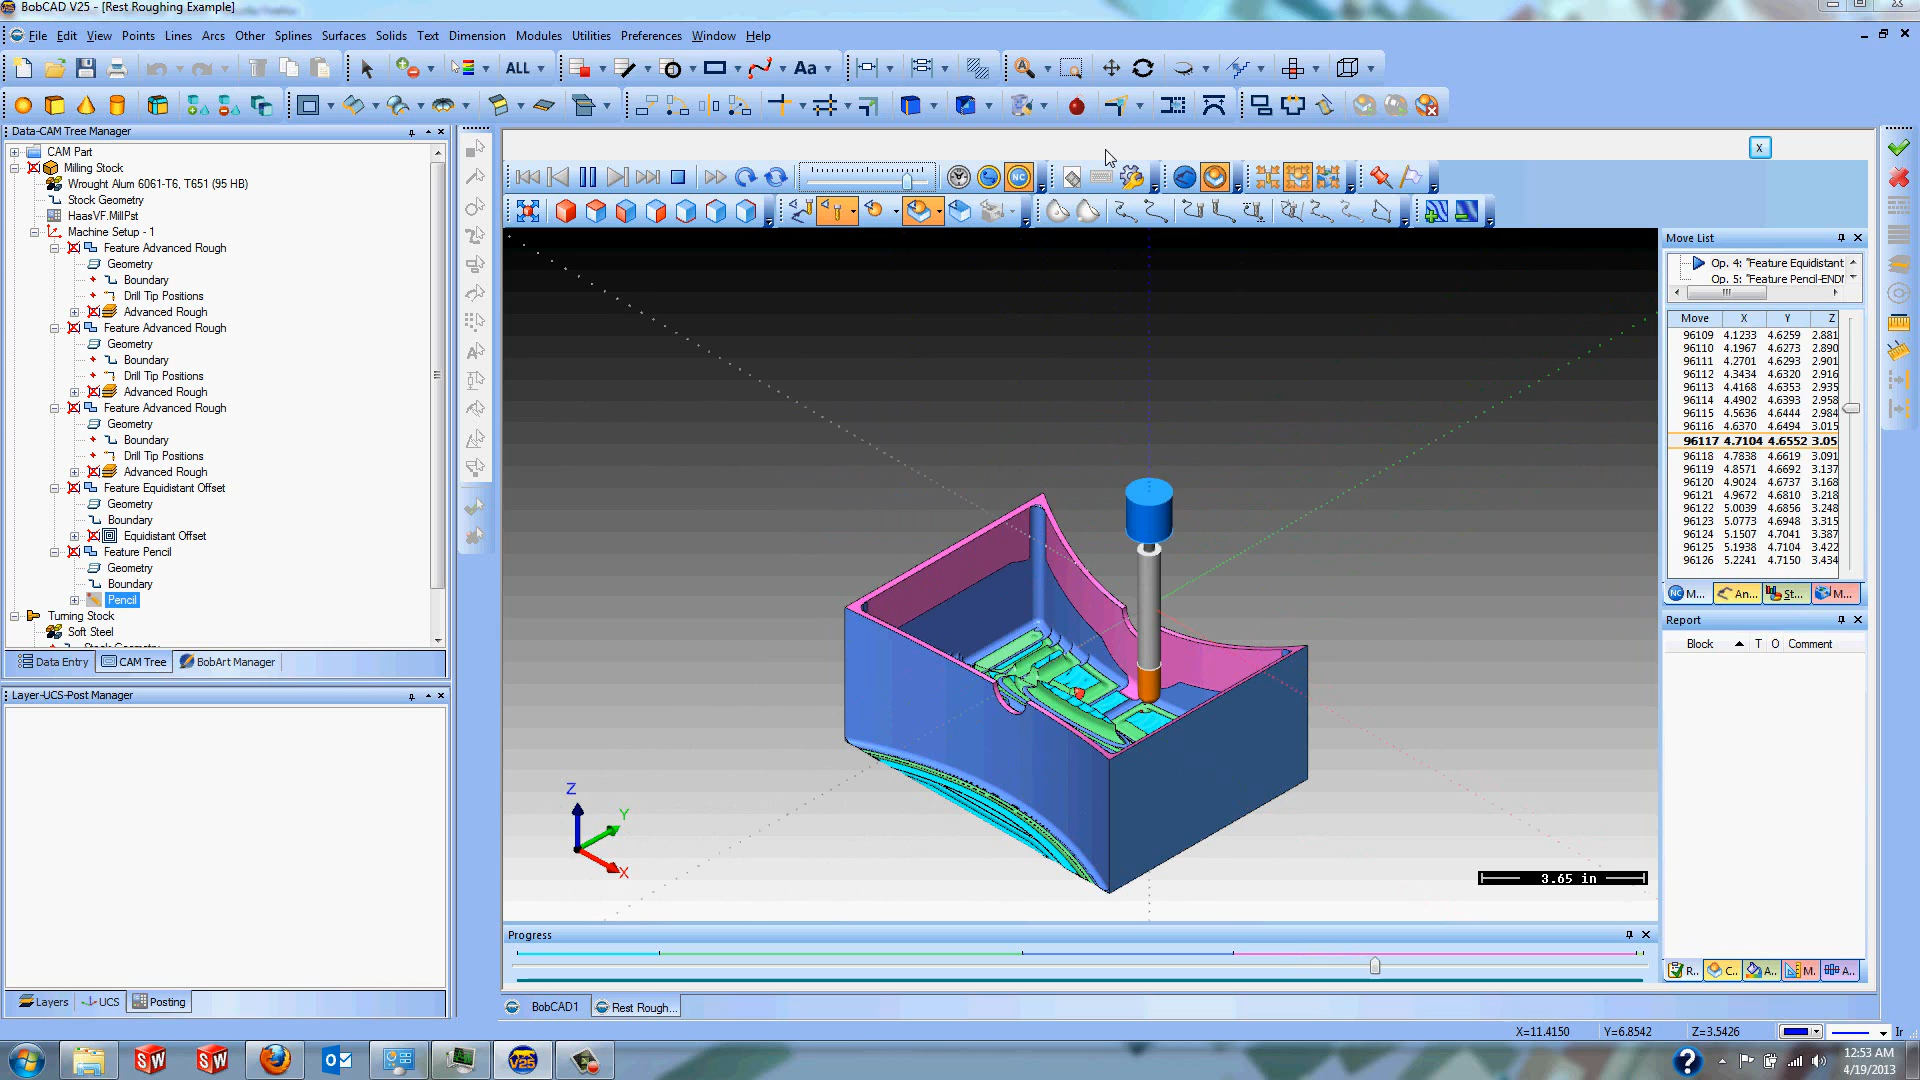 BobCAD V25 - [Rest Roughing Example]
File Edit View Points Lines Arcs Other Splines Surfaces Solids Text Dimension Modules Utilities Preferences Window Help
ALL
Aa
Data-CAM Tree Manager
CAM Part
Milling Stock
Wrought Alum 6061-T6, T651 (95 HB)
Stock Geometry
HaasVF.MillPst
Machine Setup - 1
Feature Advanced Rough
Geometry
Boundary
Drill Tip Positions
Advanced Rough
Feature Advanced Rough
Geometry
Boundary
Drill Tip Positions
Advanced Rough
Feature Advanced Rough
Geometry
Boundary
Drill Tip Positions
Advanced Rough
Feature Equidistant Offset
Geometry
Boundary
Equidistant Offset
Feature Pencil
Geometry
Boundary
Pencil
Turning Stock
Soft Steel
Data Entry CAM Tree BobArt Manager
Layer-UCS-Post Manager
Layers UCS Posting
X
NC
Z
Y
X
3.65 in
Progress
BobCAD1 Rest Rough...
Move List
Op. 4: "Feature Equidistant
Op. 5: "Feature Pencil-ENDM
Move X Y Z
96109 4.1233 4.6259 2.881
96110 4.1967 4.6273 2.890
96111 4.2701 4.6293 2.901
96112 4.3434 4.6320 2.916
96113 4.4168 4.6353 2.935
96114 4.4902 4.6393 2.958
96115 4.5636 4.6444 2.984
96116 4.6370 4.6494 3.015
96117 4.7104 4.6552 3.05
96118 4.7838 4.6619 3.091
96119 4.8571 4.6692 3.137
96120 4.9024 4.6737 3.168
96121 4.9672 4.6810 3.218
96122 5.0039 4.6856 3.248
96123 5.0773 4.6948 3.315
96124 5.1507 4.7041 3.387
96125 5.1938 4.7104 3.422
96126 5.2241 4.7150 3.434
NC M... An... St... M...
Report
Block T O Comment
R.. C.. A.. M. A..
X=11.4150 Y=6.8542 Z=3.5426
SW SW V25
12:53 AM
4/19/2013